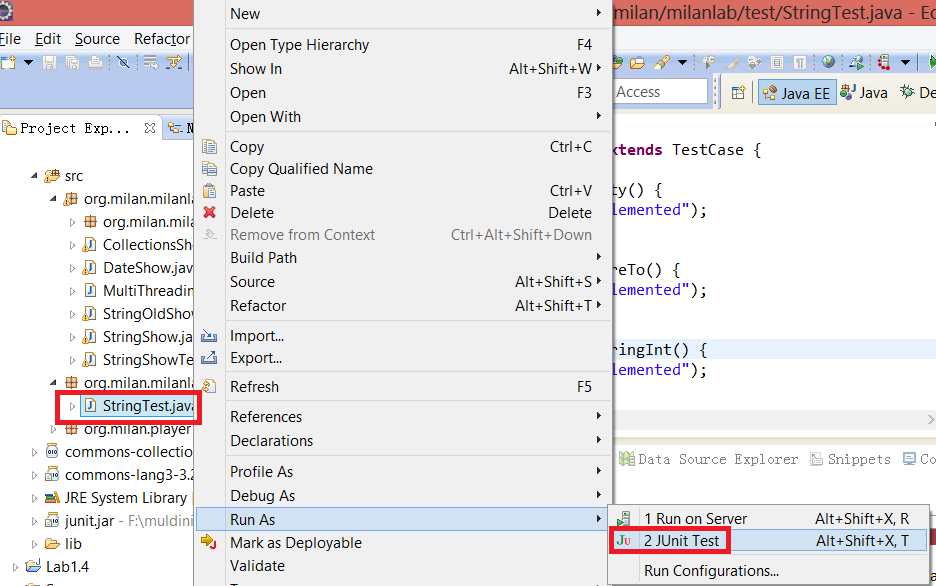 milan/milanlab/test/StringTest.java - Ec
File Edit Source Refactor
Access
Java EE
Java
De
Project Exp...
N
src
org.milan.milanla
org.milan.mila
CollectionsSho
DateShow.jav
MultiThreadin
StringOldShow
StringShow.ja
StringShowTe
org.milan.milanla
StringTest.java
org.milan.player
commons-collectio
commons-lang3-3.2
JRE System Library
junit.jar - F:\muldini
lib
Lab1.4
New
Open Type Hierarchy F4
Show In Alt+Shift+W
Open F3
Open With
Copy Ctrl+C
Copy Qualified Name
Paste Ctrl+V
Delete Delete
Remove from Context Ctrl+Alt+Shift+Down
Build Path
Source Alt+Shift+S
Refactor Alt+Shift+T
Import...
Export...
Refresh F5
References
Declarations
Profile As
Debug As
Run As
Mark as Deployable
Validate
xtends TestCase {
ty() {
lemented");
reTo() {
lemented");
ringInt() {
lemented");
Data Source Explorer
Snippets
Co
1 Run on Server Alt+Shift+X, R
JU 2 JUnit Test Alt+Shift+X, T
Run Configurations...